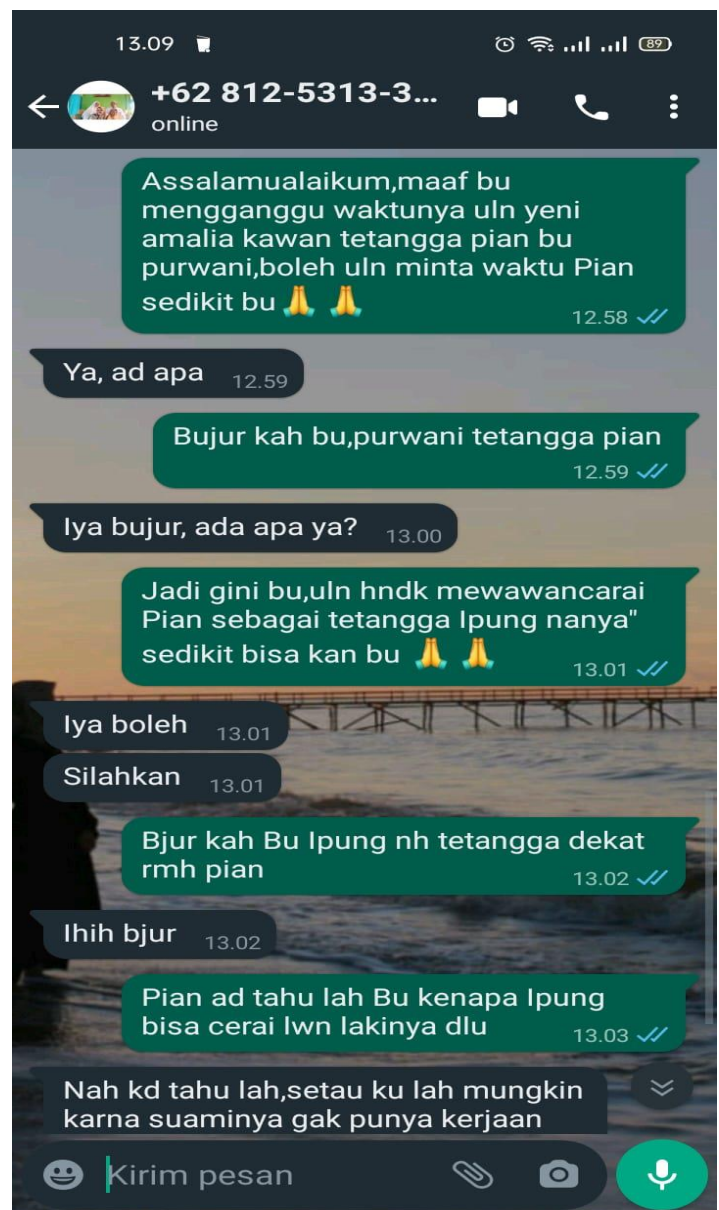 13.09
89
+62 812-5313-3...
online
Assalamualaikum,maaf bu
mengganggu waktunya uln yeni
amalia kawan tetangga pian bu
purwani,boleh uln minta waktu Pian
sedikit bu 🙏 🙏
12.58
Ya, ad apa 12.59
Bujur kah bu,purwani tetangga pian
12.59
Iya bujur, ada apa ya? 13.00
Jadi gini bu,uln hndk mewawancarai
Pian sebagai tetangga Ipung nanya"
sedikit bisa kan bu 🙏 🙏
13.01
Iya boleh 13.01
Silahkan 13.01
Bjur kah Bu Ipung nh tetangga dekat
rmh pian
13.02
Ihih bjur 13.02
Pian ad tahu lah Bu kenapa Ipung
bisa cerai lwn lakinya dlu
13.03
Nah kd tahu lah,setau ku lah mungkin
karna suaminya gak punya kerjaan
Kirim pesan